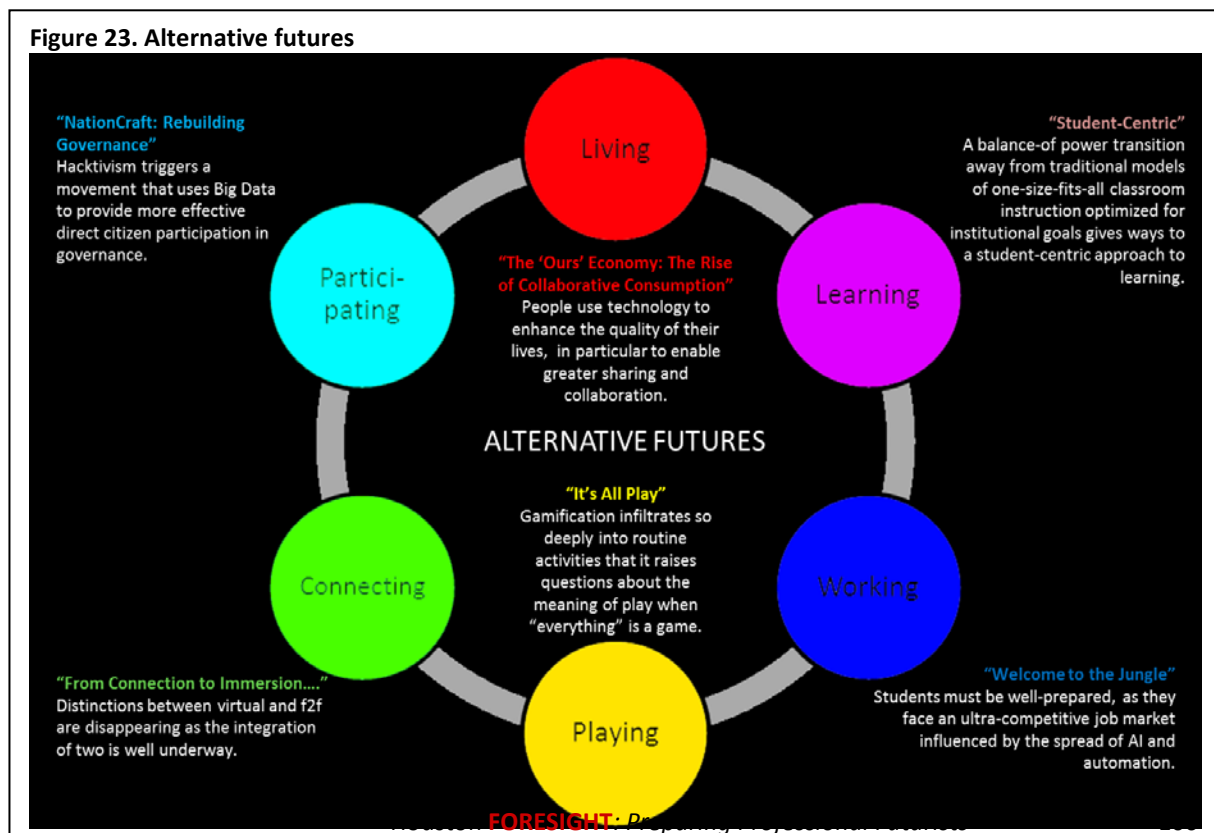 Figure 23. Alternative futures
"NationCraft: Rebuilding
Governance"
Hacktivism triggers a
movement that uses Big Data
to provide more effective
direct citizen participation in
governance.
Living
"Student-Centric"
A balance-of power transition
away from traditional models
of one-size-fits-all classroom
instruction optimized for
institutional goals gives ways to
a student-centric approach to
learning.
Partici-
pating
"The 'Ours' Economy: The Rise
of Collaborative Consumption"
People use technology to
enhance the quality of their
lives, in particular to enable
greater sharing and
collaboration.
Learning
ALTERNATIVE FUTURES
Connecting
"It's All Play"
Gamification infiltrates so
deeply into routine
activities that it raises
questions about the
meaning of play when
"everything" is a game.
Working
"From Connection to Immersion...."
Distinctions between virtual and f2f
are disappearing as the integration
of two is well underway.
Playing
"Welcome to the Jungle"
Students must be well-prepared, as they
face an ultra-competitive job market
influenced by the spread of AI and
automation.
Houston FORESIGHT: Preparing Professional Futurists